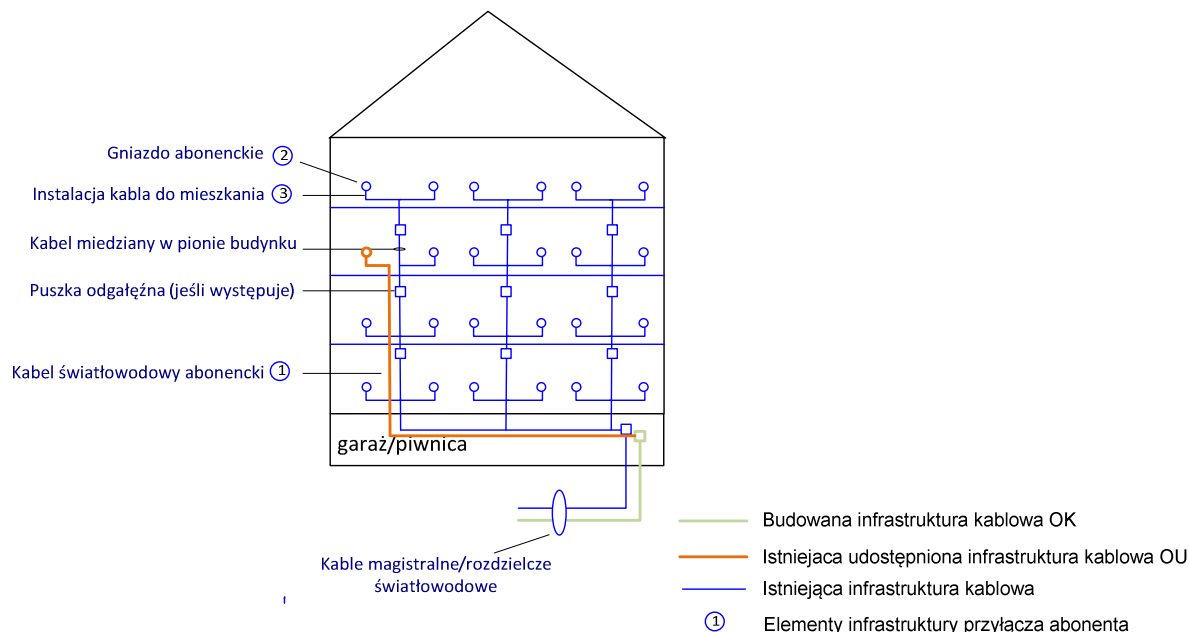 Gniazdo abonenckie 2
Instalacja kabla do mieszkania 3
Kabel miedziany w pionie budynku
Puszka odgałęźna (jeśli występuje)
Kabel światłowodowy abonencki 1
garaż/piwnica
Kable magistralne/rozdzielcze
światłowodowe
Budowana infrastruktura kablowa OK
Istniejaca udostępniona infrastruktura kablowa OU
Istniejąca infrastruktura kablowa
1 Elementy infrastruktury przyłącza abonenta